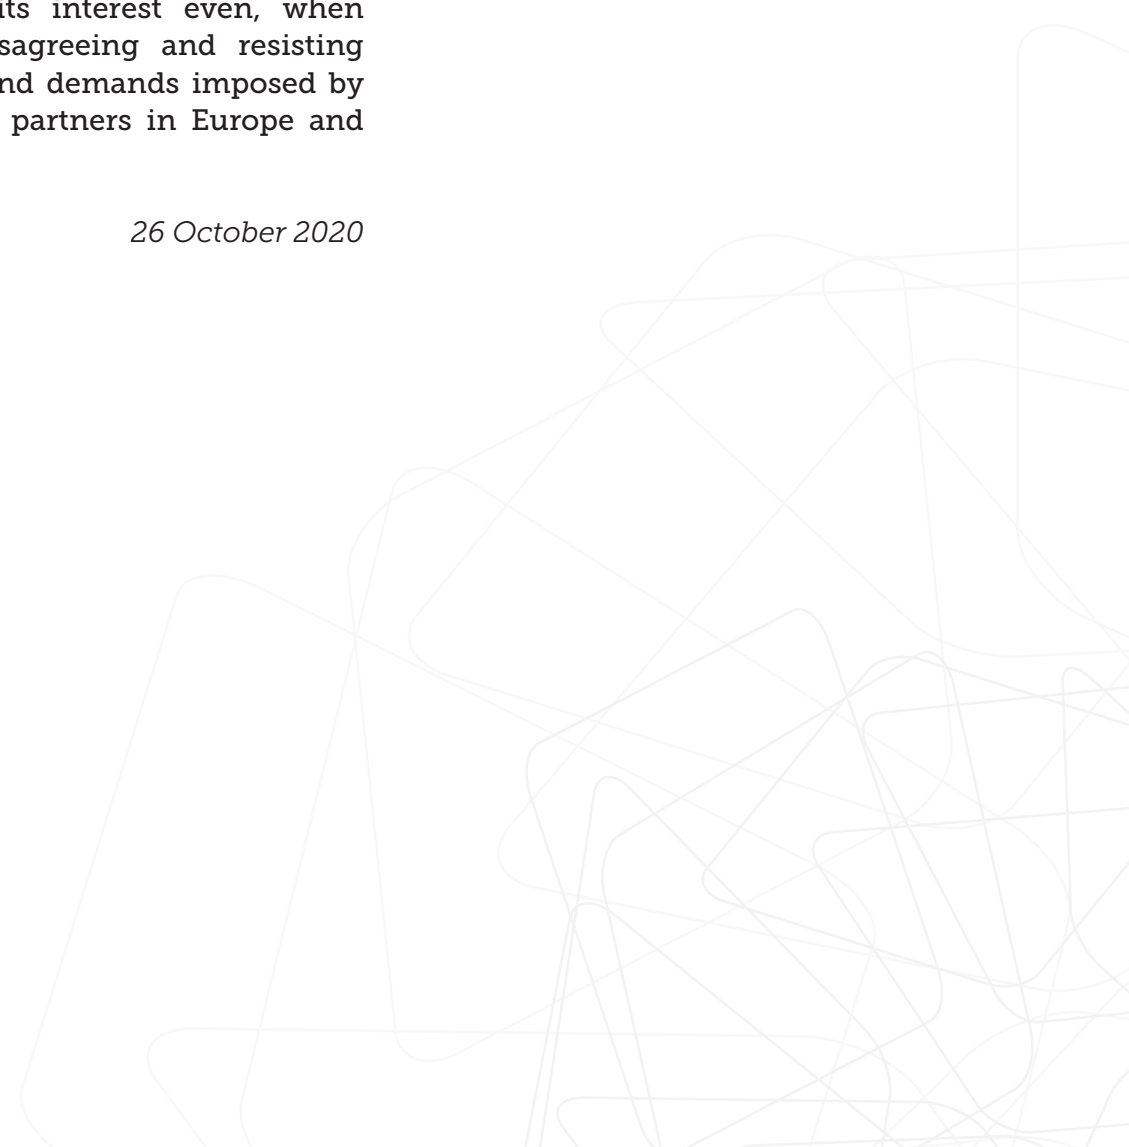 its interest even, when
sagreeing and resisting
nd demands imposed by
partners in Europe and
26 October 2020